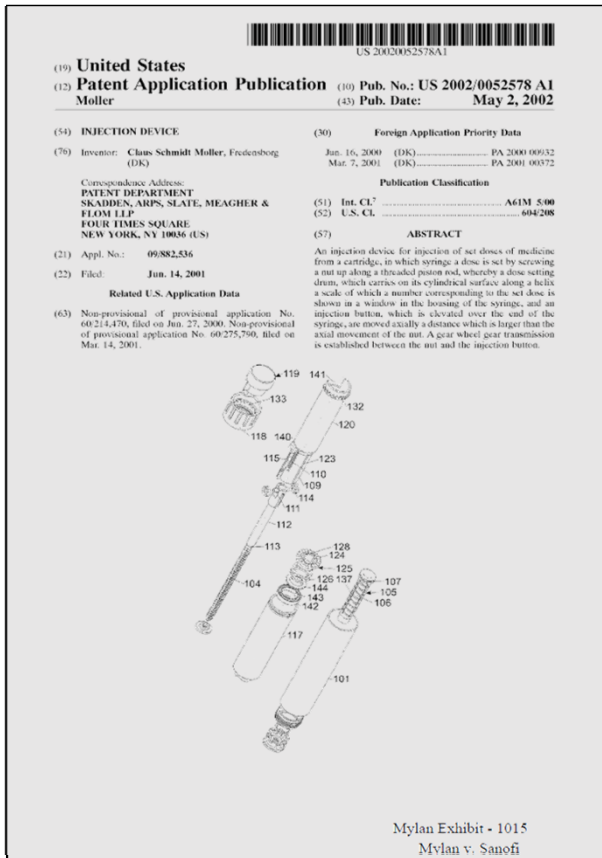 US 20020052578A1
(19) United States
(12) Patent Application Publication (10) Pub. No.: US 2002/0052578 A1
Moller (43) Pub. Date: May 2, 2002
(54) INJECTION DEVICE
(76) Inventor: Claus Schmidt Moller, Fredensborg
(DK)
Correspondence Address:
PATENT DEPARTMENT
SKADDEN, ARPS, SLATE, MEAGHER &
FLOM LLP
FOUR TIMES SQUARE
NEW YORK, NY 10036 (US)
(21) Appl. No.: 09/882,536
(22) Filed: Jun. 14, 2001
Related U.S. Application Data
(63) Non-provisional of provisional application No.
60/214,470, filed on Jun. 27, 2000. Non-provisional
of provisional application No. 60/275,790, filed on
Mar. 14, 2001.
(30) Foreign Application Priority Data
Jun. 16, 2000 (DK)........................ PA 2000 00932
Mar. 7, 2001 (DK)........................ PA 2001 00372
Publication Classification
(51) Int. Cl.7 ........................ A61M 5/00
(52) U.S. Cl. ........................ 604/208
(57) ABSTRACT
An injection device for injection of set doses of medicine
from a cartridge, in which syringe a dose is set by screwing
a nut up along a threaded piston rod, whereby a dose setting
drum, which carries on its cylindrical surface along a helix
a scale of which a number corresponding to the set dose is
shown in a window in the housing of the syringe, and an
injection button, which is elevated over the end of the
syringe, are moved axially a distance which is larger than the
axial movement of the nut. A gear wheel gear transmission
is established between the nut and the injection button.
119
141
133
132
120
118
140
115
123
110
109
114
111
112
113
128
124
104
125
126
137
107
144
105
143
106
142
117
101
Mylan Exhibit - 1015
Mylan v. Sanofi